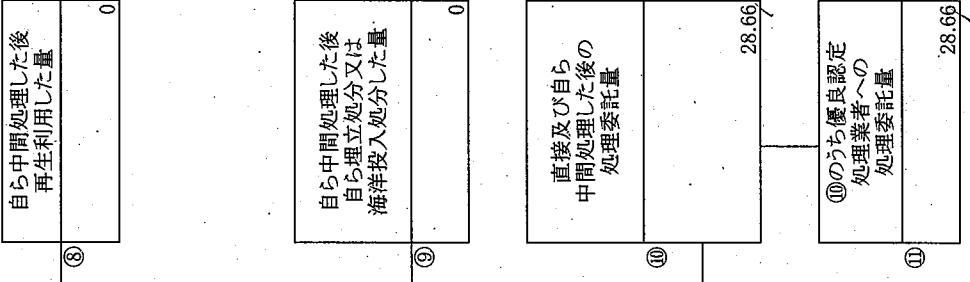 ⑧
自ら中間処理した後
再生利用した量
0
⑨
自ら中間処理した後
自ら埋立処分又は
海洋投入処分した量
0
⑩
直接及び自ら
中間処理した後の
処理委託量
28.66
⑪
⑩のうち優良認定
処理業者への
処理委託量
28.66